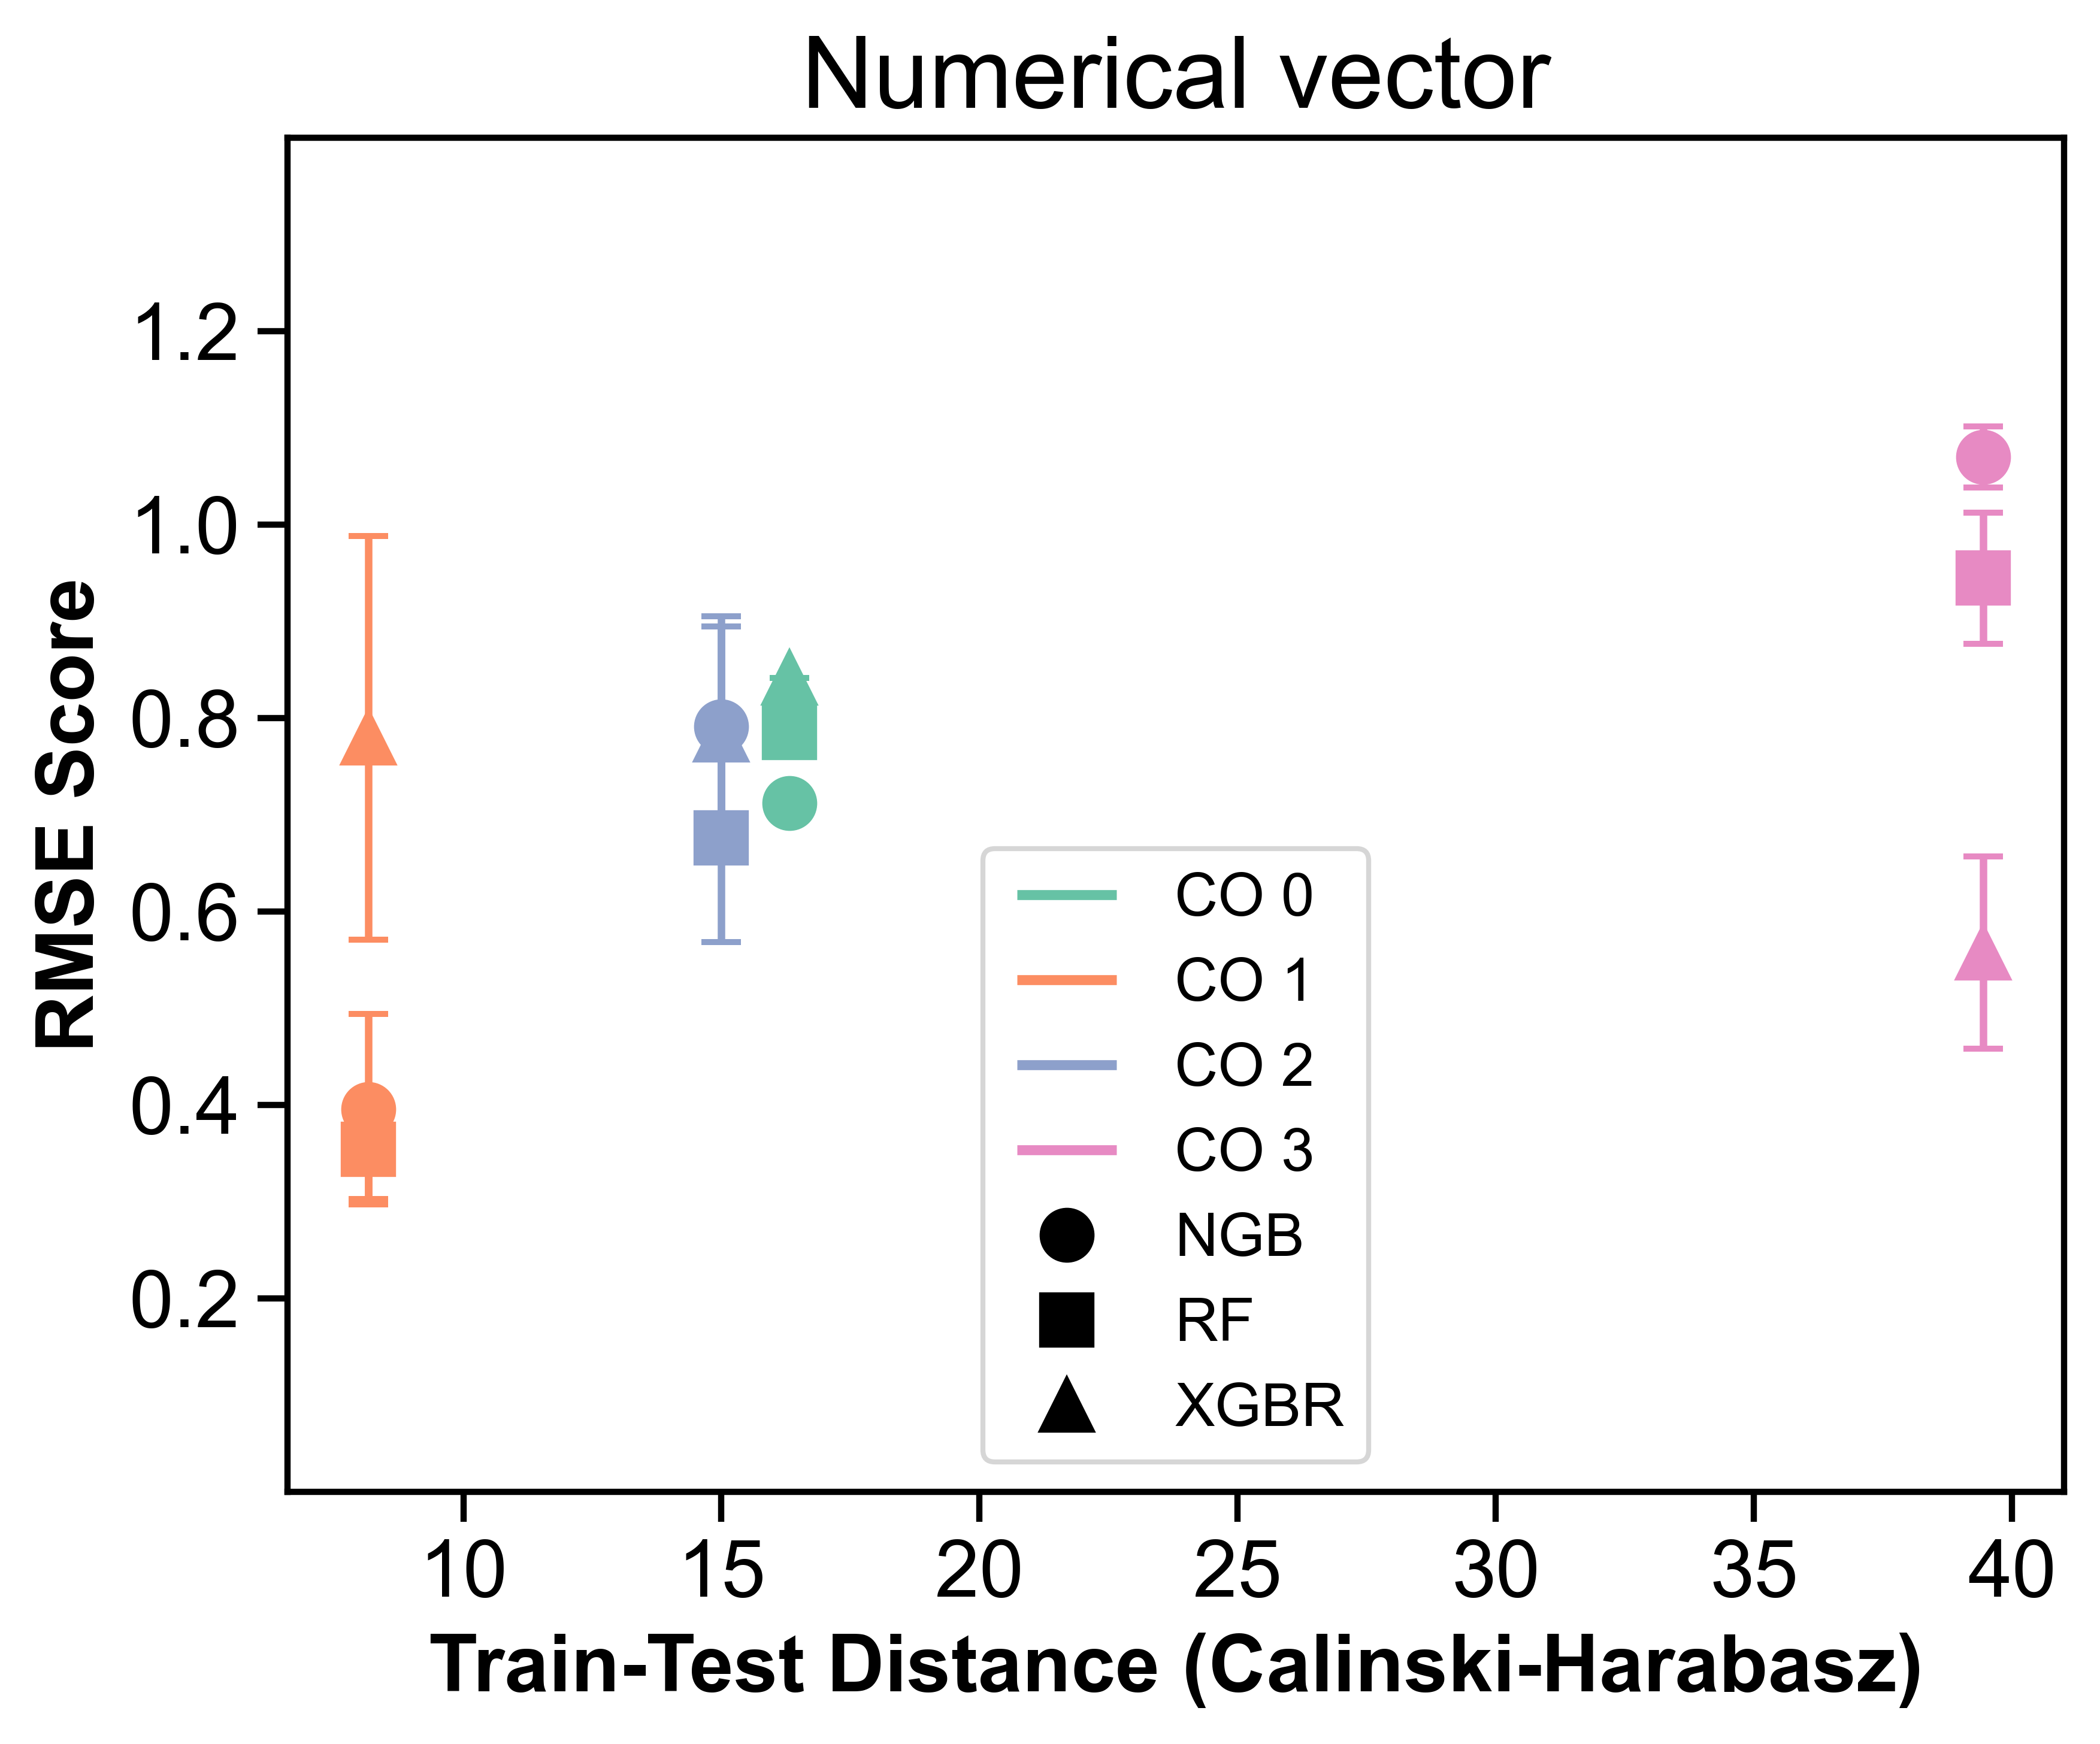 Numerical vector
RMSE Score
1.2
1.0
0.8
0.6
0.4
0.2
CO 0
CO 1
CO 2
CO 3
NGB
RF
XGBR
10 15 20 25 30 35 40
Train-Test Distance (Calinski-Harabasz)